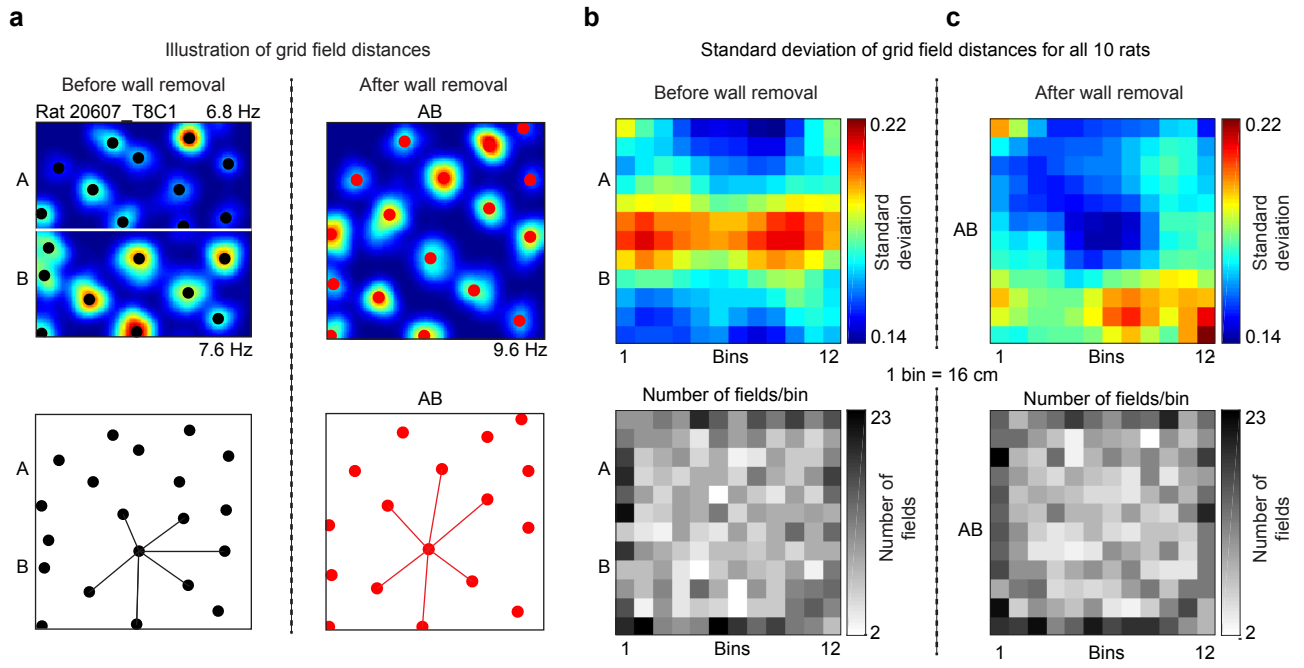 a
b
c
Illustration of grid field distances
Standard deviation of grid field distances for all 10 rats
Before wall removal
After wall removal
Rat 20607_T8C1 6.8 Hz
AB
A
B
7.6 Hz
9.6 Hz
AB
A
B
Before wall removal
After wall removal
A
B
0.22
Standard
deviation
0.14
1 Bins 12
AB
0.22
Standard
deviation
0.14
1 Bins 12
1 bin = 16 cm
Number of fields/bin
A
B
23
Number of
fields
2
1 Bins 12
Number of fields/bin
AB
23
Number of
fields
2
1 Bins 12